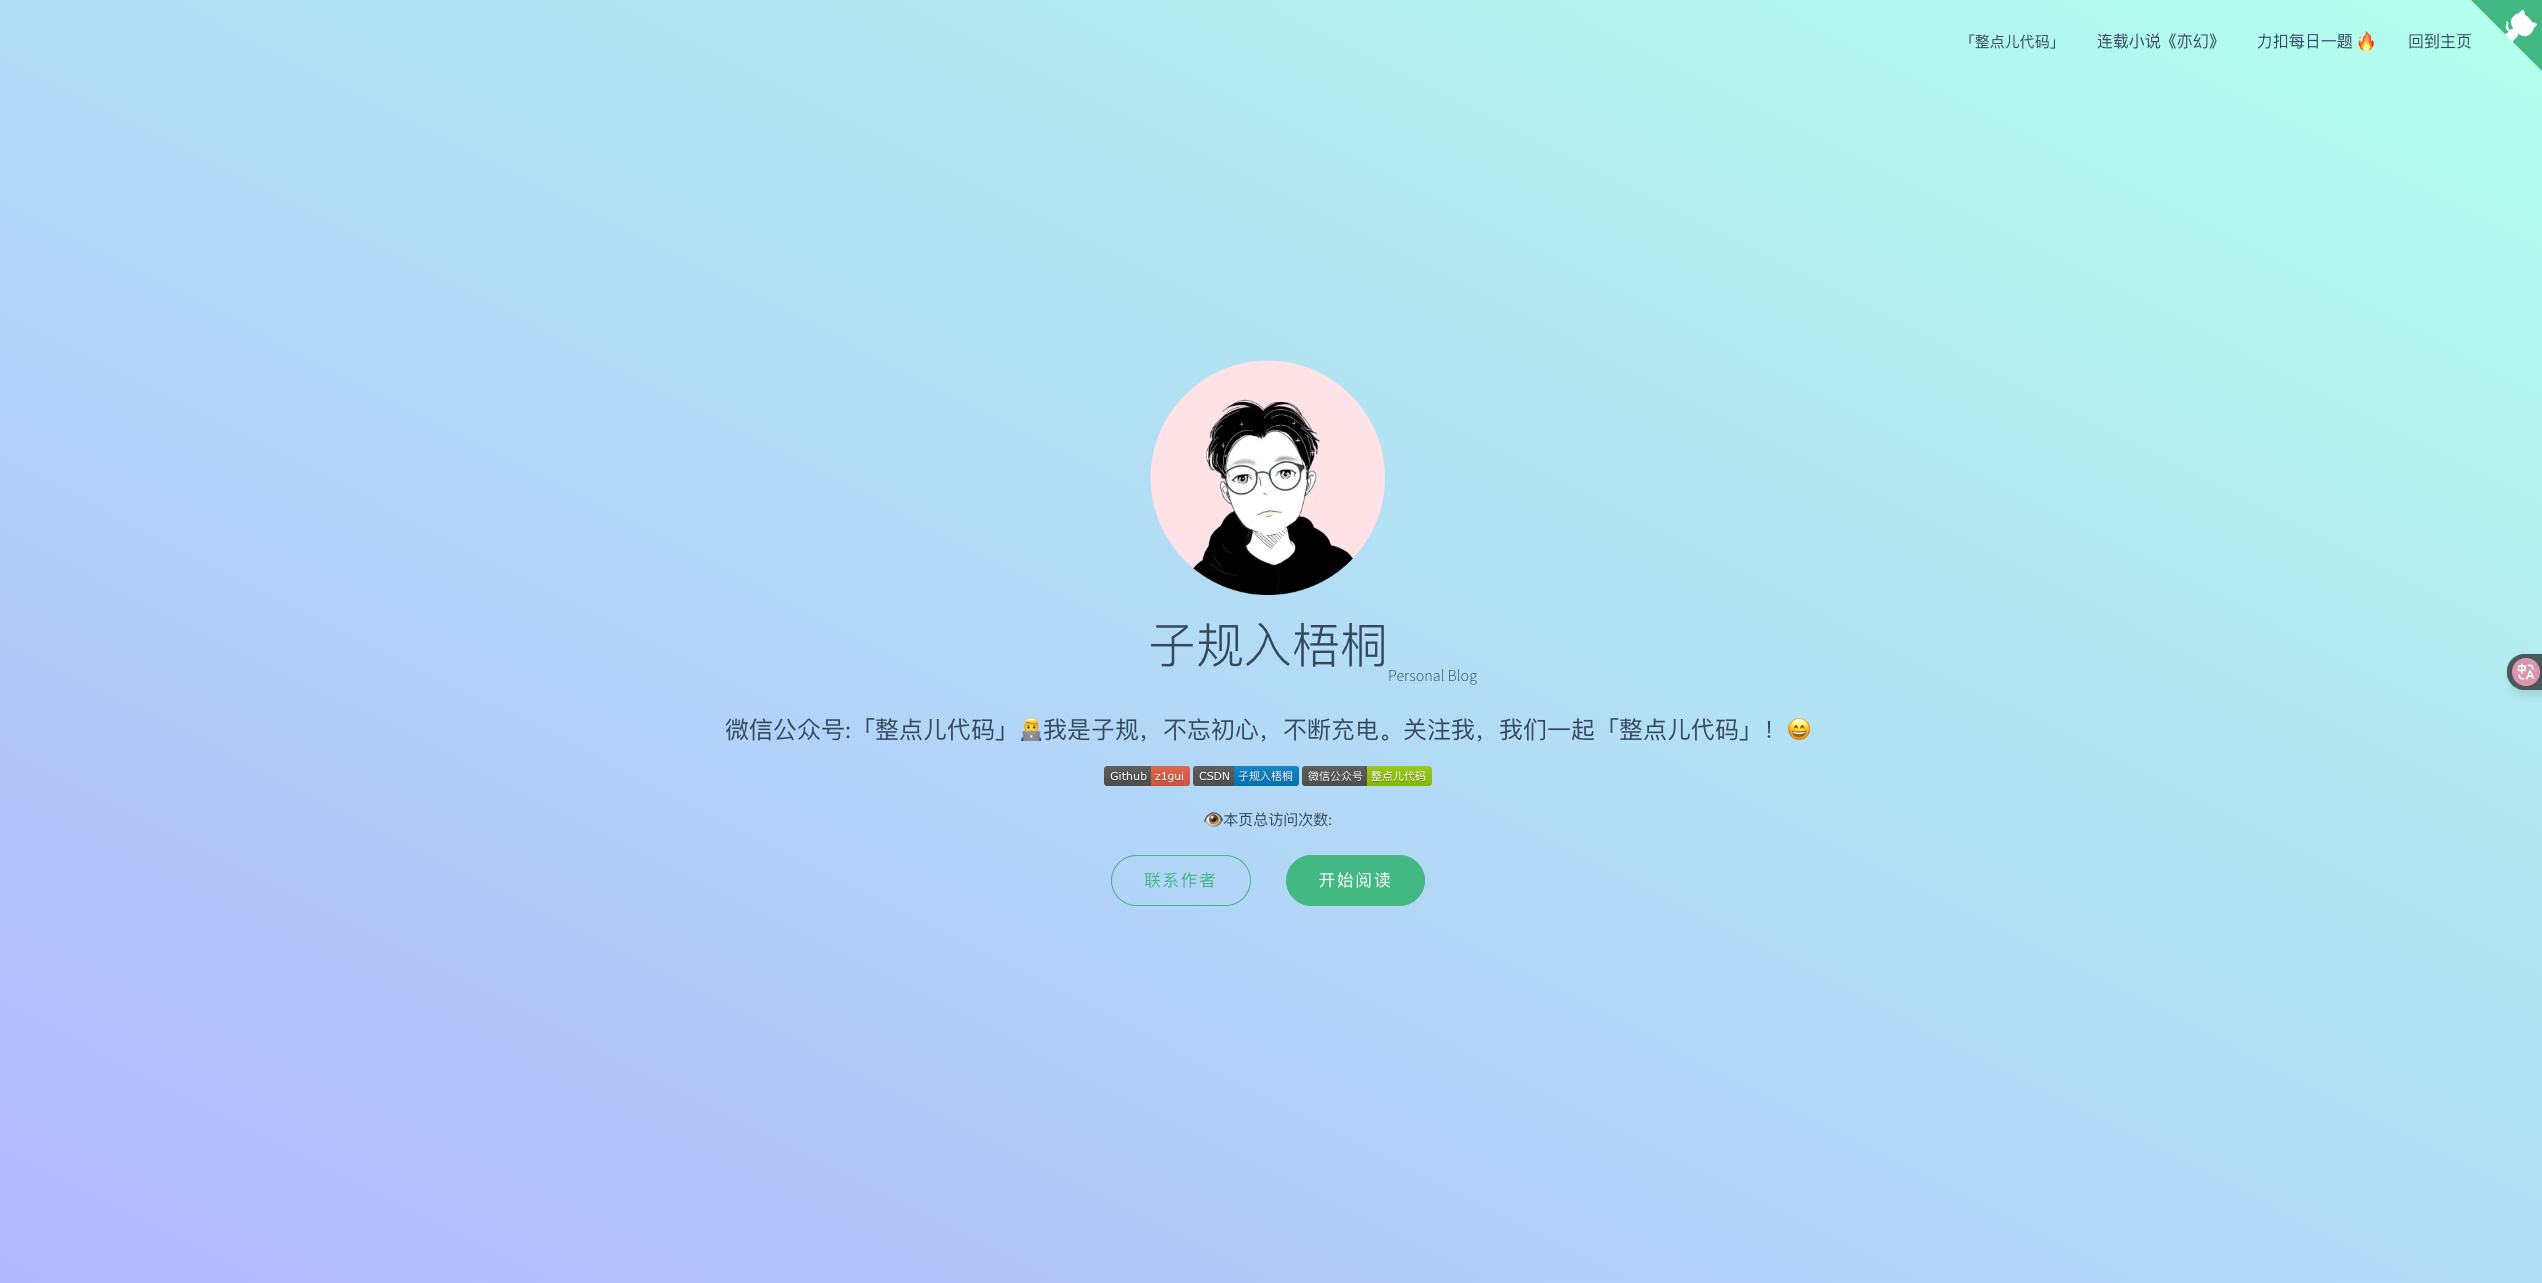 「整点儿代码」 连载小说《亦幻》 力扣每日一题🔥 回到主页
子规入梧桐
Personal Blog
微信公众号:「整点儿代码」👨‍💻我是子规，不忘初心，不断充电。关注我，我们一起「整点儿代码」！😄
Github z1gui CSDN 子规入梧桐 微信公众号 整点儿代码
👁️本页总访问次数:
联系作者 开始阅读
中 A